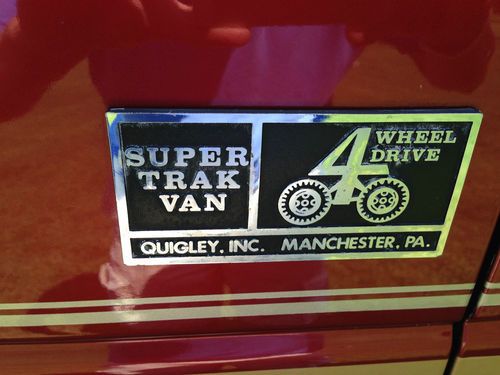 SUPER
TRAK
VAN
4 WHEEL
DRIVE
QUIGLEY, INC. MANCHESTER, PA.